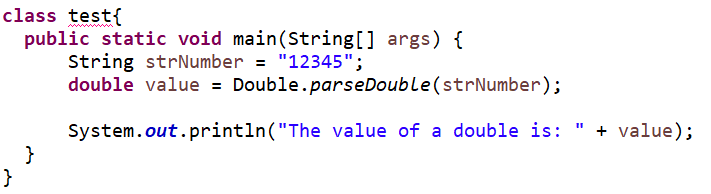 class test{
public static void main(String[] args) {
String strNumber = "12345";
double value = Double.parseDouble(strNumber);
System.out.println("The value of a double is: " + value);
}
}